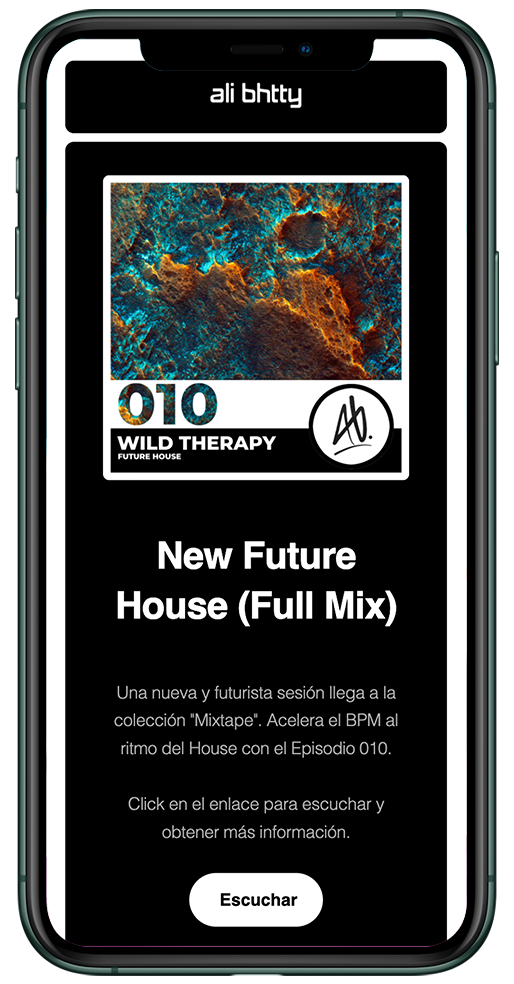 ali bhtty
010
WILD THERAPY
FUTURE HOUSE
Ab.
New Future
House (Full Mix)
Una nueva y futurista sesión llega a la
colección "Mixtape". Acelera el BPM al
ritmo del House con el Episodio 010.
Click en el enlace para escuchar y
obtener más información.
Escuchar